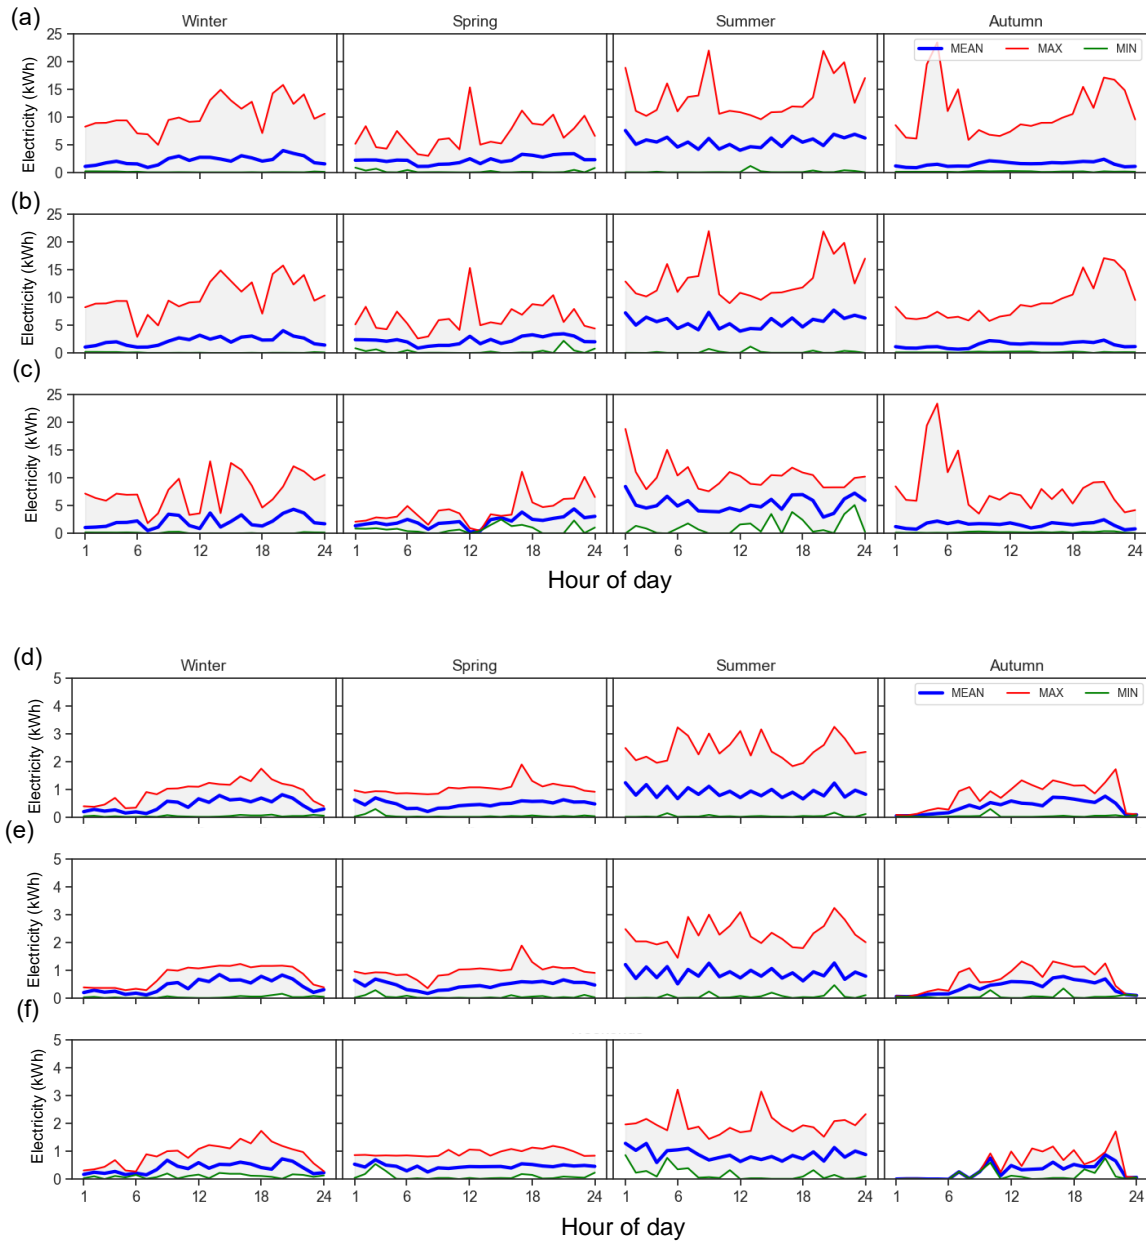 (a)
Winter Spring Summer Autumn
Electricity (kWh)
25
20
15
10
5
0
MEAN MAX MIN
(b)
Electricity (kWh)
25
20
15
10
5
0
(c)
Electricity (kWh)
25
20
15
10
5
0
1 6 12 18 24 1 6 12 18 24 1 6 12 18 24 1 6 12 18 24
Hour of day
(d)
Winter Spring Summer Autumn
Electricity (kWh)
5
4
3
2
1
0
MEAN MAX MIN
(e)
Electricity (kWh)
5
4
3
2
1
0
(f)
Electricity (kWh)
5
4
3
2
1
0
1 6 12 18 24 1 6 12 18 24 1 6 12 18 24 1 6 12 18 24
Hour of day